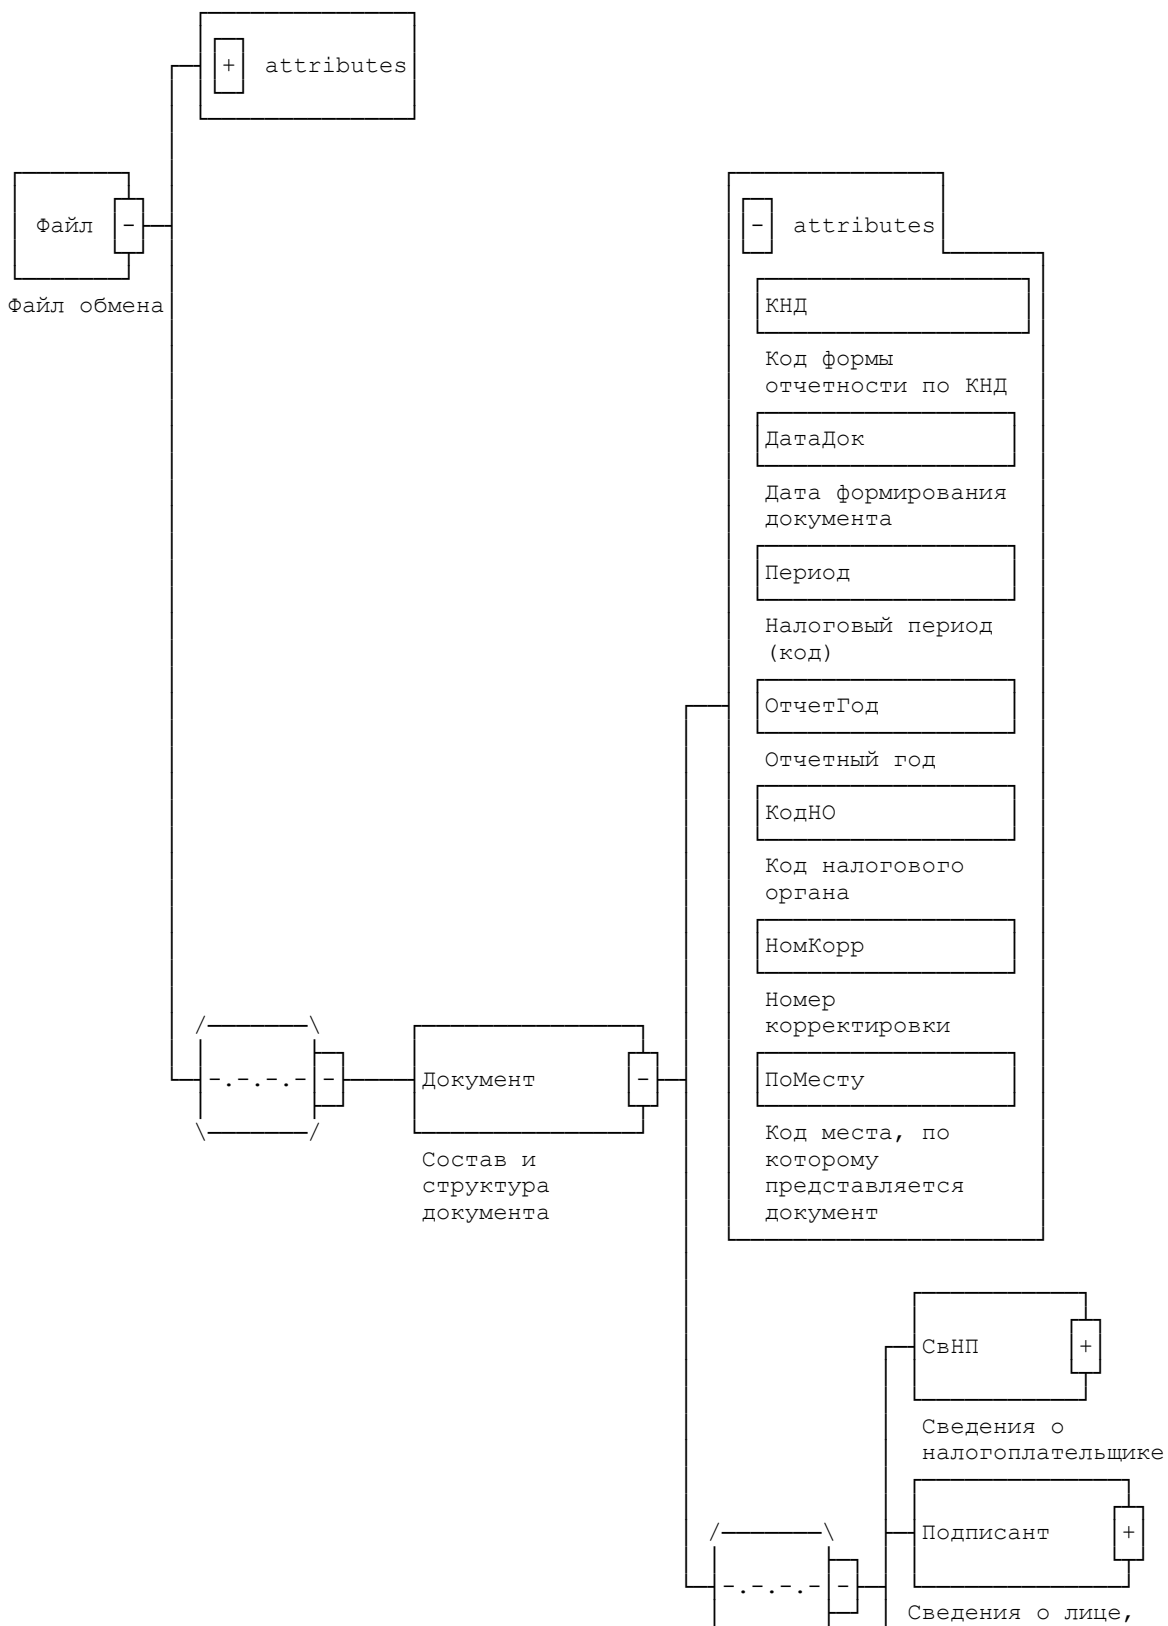 + attributes
Файл -
Файл обмена
- attributes
КНД
Код формы
отчетности по КНД
ДатаДок
Дата формирования
документа
Период
Налоговый период
(код)
ОтчетГод
Отчетный год
КодНО
Код налогового
органа
НомКорр
Номер
корректировки
-.-.-.- -
Документ -
Состав и
структура
документа
ПоМесту
Код места, по
которому
представляется
документ
СвНП +
Сведения о
налогоплательщике
Подписант +
-.-.-.- -
Сведения о лице,